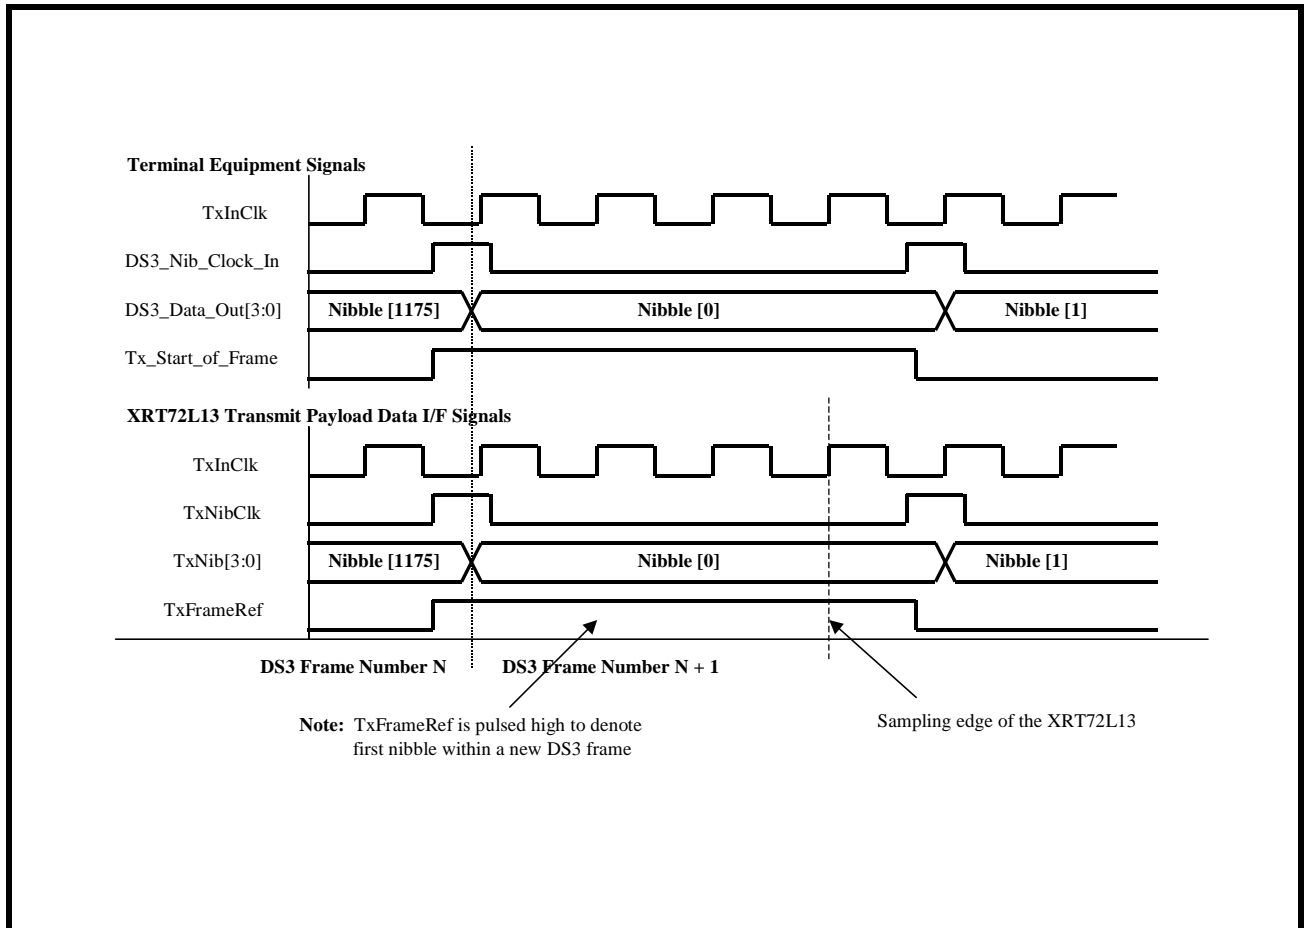 Terminal Equipment Signals
TxInClk
DS3_Nib_Clock_In
DS3_Data_Out[3:0]
Nibble [1175]
Nibble [0]
Nibble [1]
Tx_Start_of_Frame
XRT72L13 Transmit Payload Data I/F Signals
TxInClk
TxNibClk
TxNib[3:0]
Nibble [1175]
Nibble [0]
Nibble [1]
TxFrameRef
DS3 Frame Number N
DS3 Frame Number N + 1
Note: TxFrameRef is pulsed high to denote
first nibble within a new DS3 frame
Sampling edge of the XRT72L13